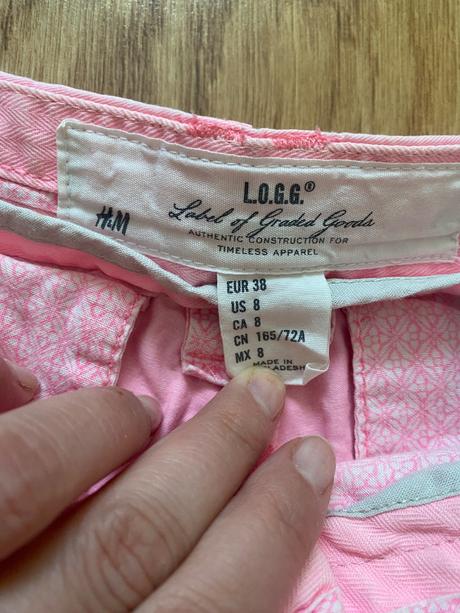 L.O.G.G.®
Label of Graded Goods
H&M
AUTHENTIC CONSTRUCTION FOR
TIMELESS APPAREL
EUR 38
US 8
CA 8
CN 165/72A
MX 8
MADE IN